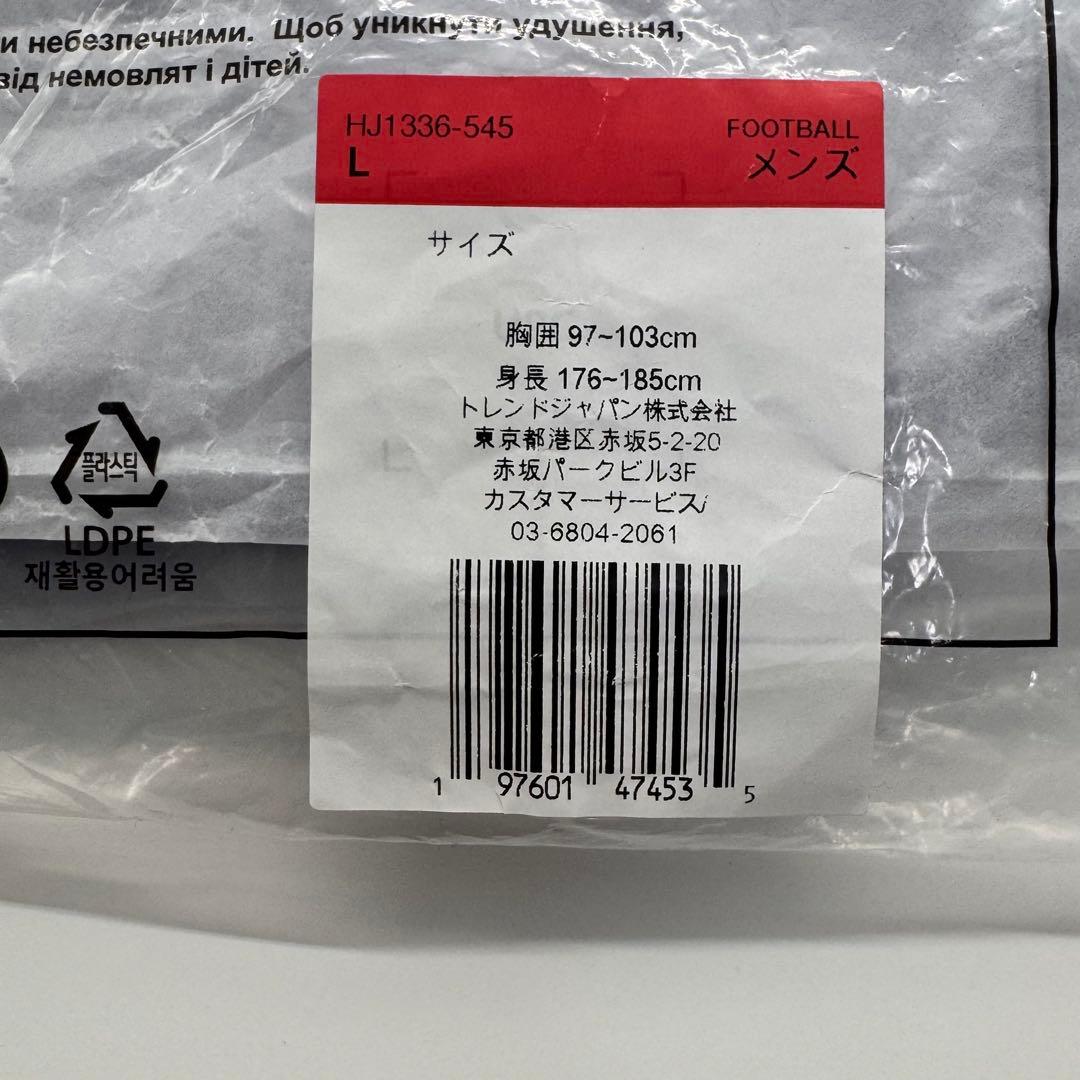 и небезпечними. Щоб уникнути удушення,
від немовлят і дітей.
HJ1336-545
FOOTBALL
L
メンズ
サイズ
胸囲 97~103cm
身長 176~185cm
トレンドジャパン株式会社
東京都港区赤坂5-2-20
赤坂パークビル3F
カスタマーサービス/
03-6804-2061
플라스틱
LDPE
재활용어려움
1 97601 47453 5